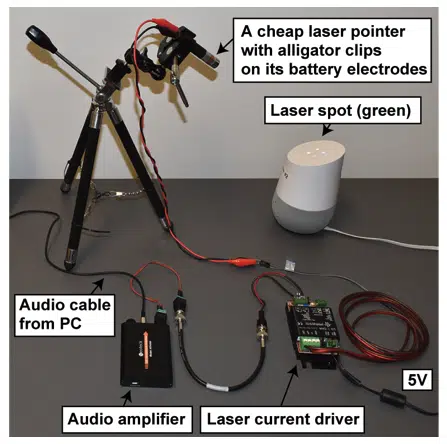 A cheap laser pointer
with alligator clips
on its battery electrodes
Laser spot (green)
Audio cable
from PC
5V
Audio amplifier
Laser current driver